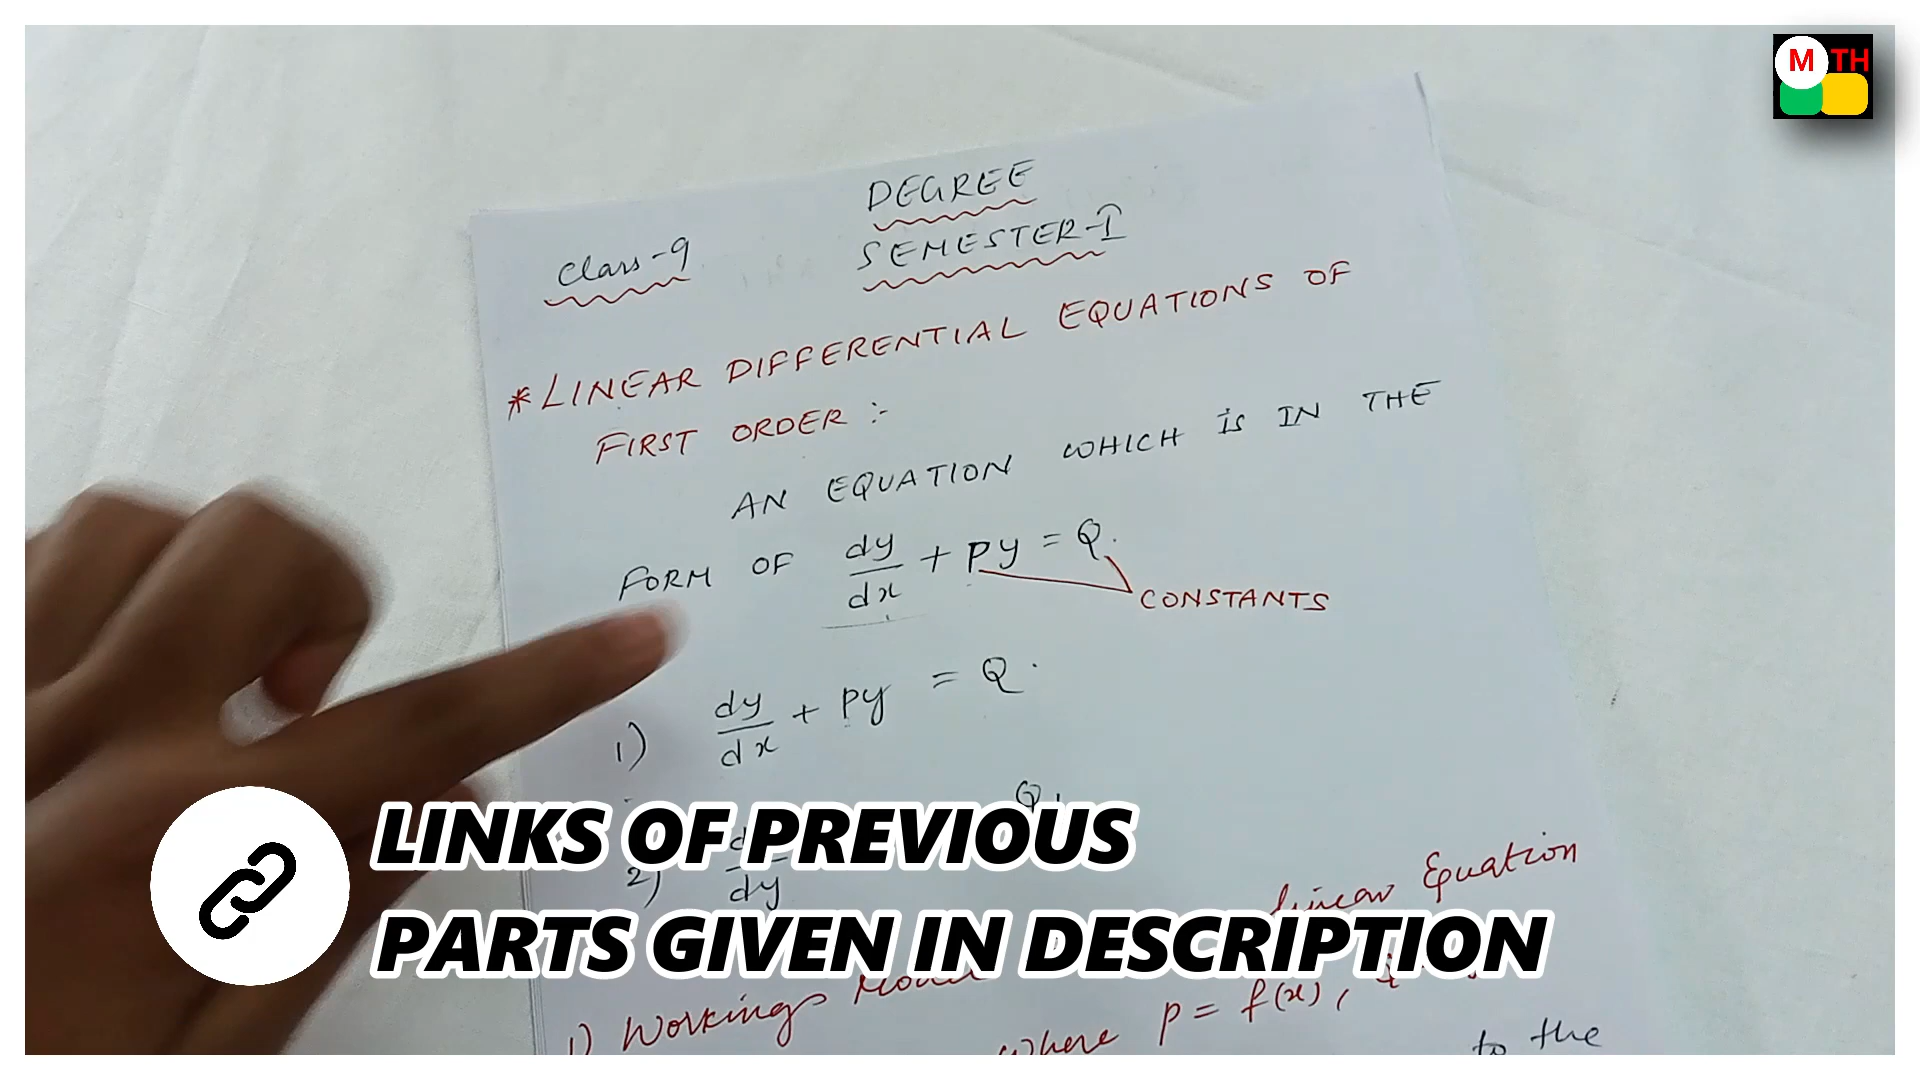 M TH
DEGREE
Class-9 SEMESTER-I
*LINEAR DIFFERENTIAL EQUATIONS OF
FIRST ORDER :-
AN EQUATION WHICH is IN THE
FORM OF dy/dx + Py = Q.
CONSTANTS
1) dy/dx + Py = Q.
Q.
2) dy
LINKS OF PREVIOUS
PARTS GIVEN IN DESCRIPTION
linear Equation
1) Working
where P = f(x),
to the